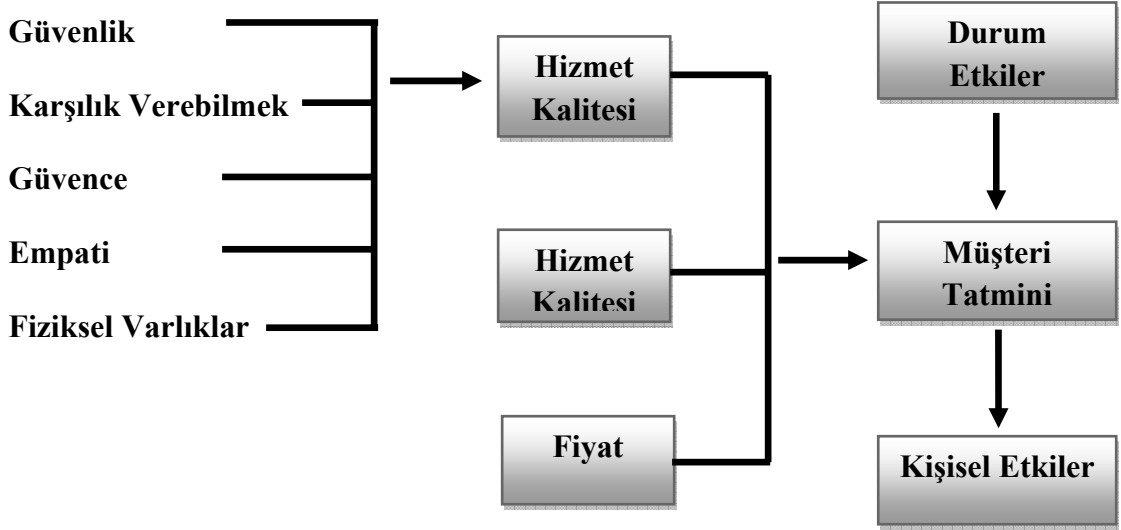 Güvenlik
Karşılık Verebilmek
Güvence
Empati
Fiziksel Varlıklar
Hizmet
Kalitesi
Hizmet
Kalitesi
Fiyat
Durum
Etkiler
Müşteri
Tatmini
Kişisel Etkiler